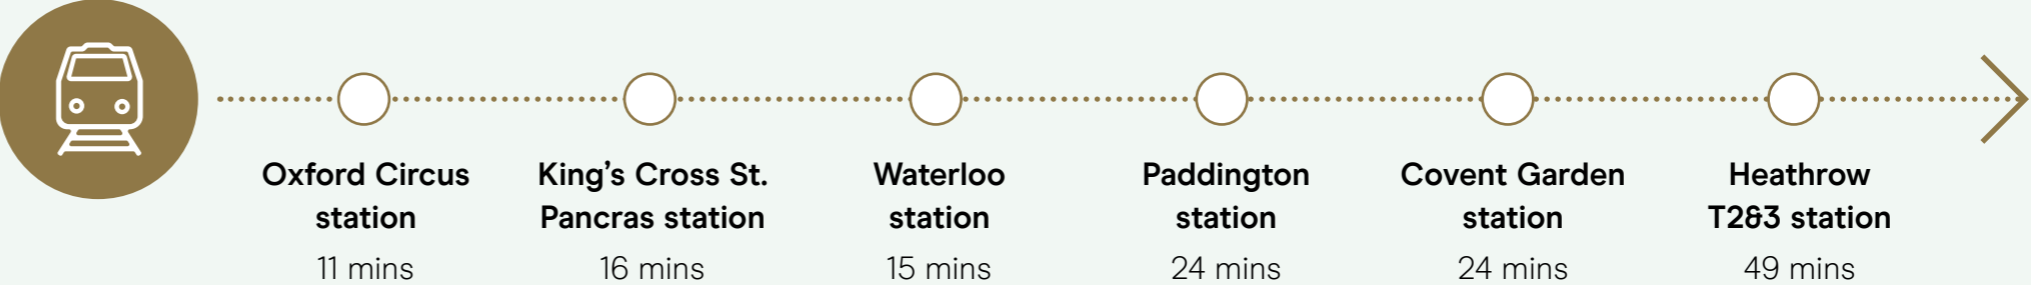 Oxford Circus
station
11 mins
King’s Cross St.
Pancras station
16 mins
Waterloo
station
15 mins
Paddington
station
24 mins
Covent Garden
station
24 mins
Heathrow
T2&3 station
49 mins